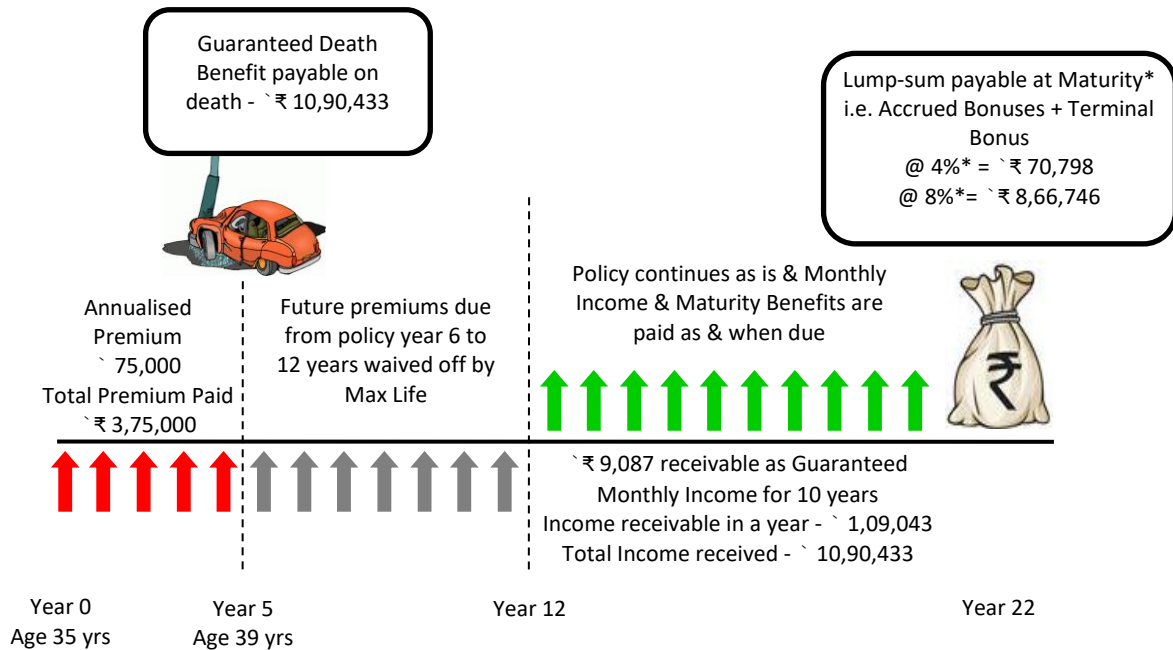 Guaranteed Death
Benefit payable on
death - `₹ 10,90,433
Lump-sum payable at Maturity*
i.e. Accrued Bonuses + Terminal
Bonus
@ 4%* = `₹ 70,798
@ 8%*= `₹ 8,66,746
Annualised
Premium
` 75,000
Total Premium Paid
`₹ 3,75,000
Future premiums due
from policy year 6 to
12 years waived off by
Max Life
Policy continues as is & Monthly
Income & Maturity Benefits are
paid as & when due
₹
`₹ 9,087 receivable as Guaranteed
Monthly Income for 10 years
Income receivable in a year - ` 1,09,043
Total Income received - ` 10,90,433
Year 0
Age 35 yrs
Year 5
Age 39 yrs
Year 12
Year 22